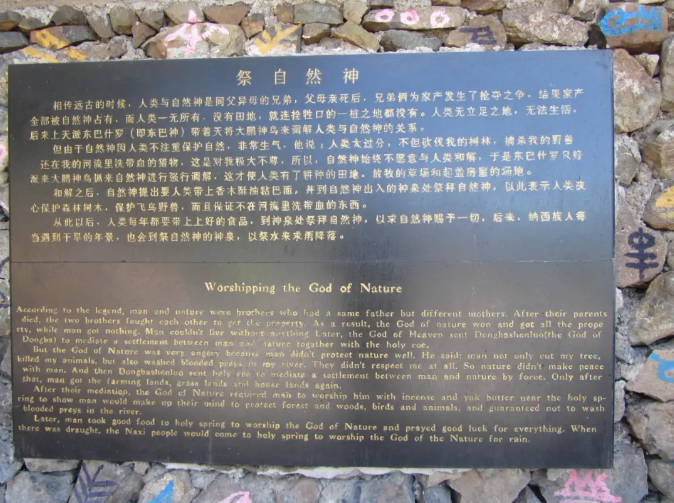 祭自然神
相传远古的时候，人类与自然神是同父异母的兄弟，父母亲死后，兄弟俩为家产发生了抢夺之争。结果家产
全部被自然神占有，而人类一无所有，没有田地，就连拴牲口的一桩之地都没有。人类无立足之地，无法生活，
后来上天派东巴什罗（即东巴神）带着天将大鹏神鸟来调解人类与自然神的关系。
但由于自然神因人类不注重保护自然，非常生气，他说：人类太过分，不但砍伐我的树林，捕杀我的野兽
还在我的河流里洗带血的猎物，这是对我极大不尊，所以，自然神始终不愿意与人类和解，于是东巴什罗只好
派来大鹏神鸟捉来自然神进行强行调解，这才使人类有了耕种的田地，放牧的草场和起盖房屋的场地。
和解之后，自然神提出要人类带上香木酥油粘巴面，并到自然神出入的神泉处祭拜自然神，以此表示人类决
心保护森林树木，保护飞鸟野兽，而且保证不在河流里洗带血的东西。
从此以后，人类每年都要带上上好的食品，到神泉处祭拜自然神，以求自然神赐予一切，后来，纳西族人每
当遇到干旱的年景，也会到祭自然神的神泉，以祭水来求雨降落。
Worshipping the God of Nature
According to the legend, man and nature were brothers who had a same father but different mothers. After their parents
died, the two brothers fought each other to get the property. As a result, the God of nature won and got all the prope
rty, while man got nothing. Man couldn't live without anything. Later, the God of Heaven sent Dongbashenluo(the God of
Dongba) to mediate a settlement between man and nature together with the holy roc.
But the God of Nature was very angry because man didn't protect nature well. He said: man not only cut my tree,
killed my animals, but also washed blooded preys in my river. They didn't respect me at all. So nature didn't make peace
with man. And then Dongbashenluo sent holy roc to mediate a settlement between man and nature by force. Only after
that, man got the farming lands, grass lands and house lands again.
After their mediation, the God of Nature required man to worship him with incense and yak butter near the holy sp-
ring to show man would make up their mind to protect forest and woods, birds and animals, and guaranteed not to wash
blooded preys in the river.
Later, man took good food to holy spring to worship the God of Nature and prayed good luck for everything. When
there was draught, the Naxi people would come to holy spring to worship the God of the Nature for rain.